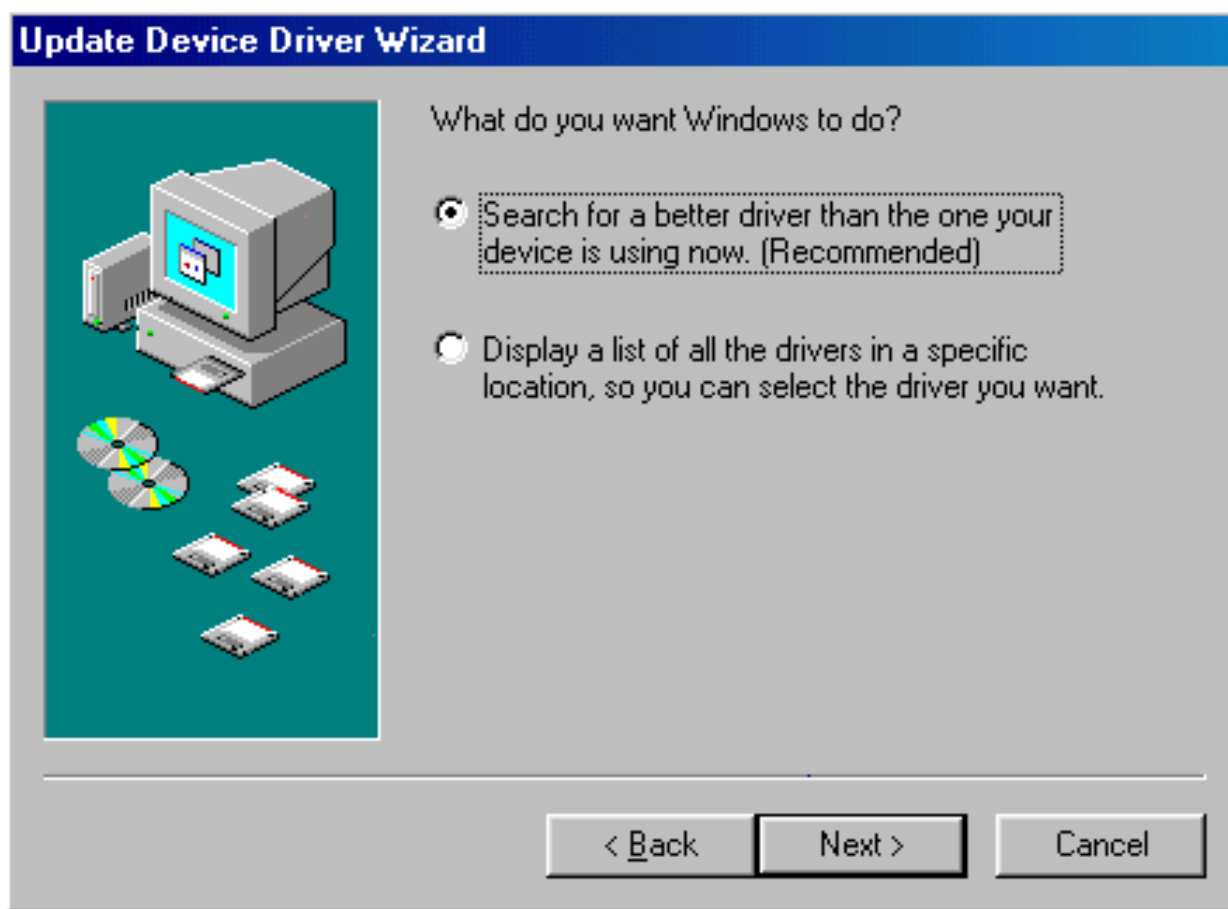 Update Device Driver Wizard
What do you want Windows to do?
Search for a better driver than the one your
device is using now. (Recommended)
Display a list of all the drivers in a specific
location, so you can select the driver you want.
< Back
Next >
Cancel